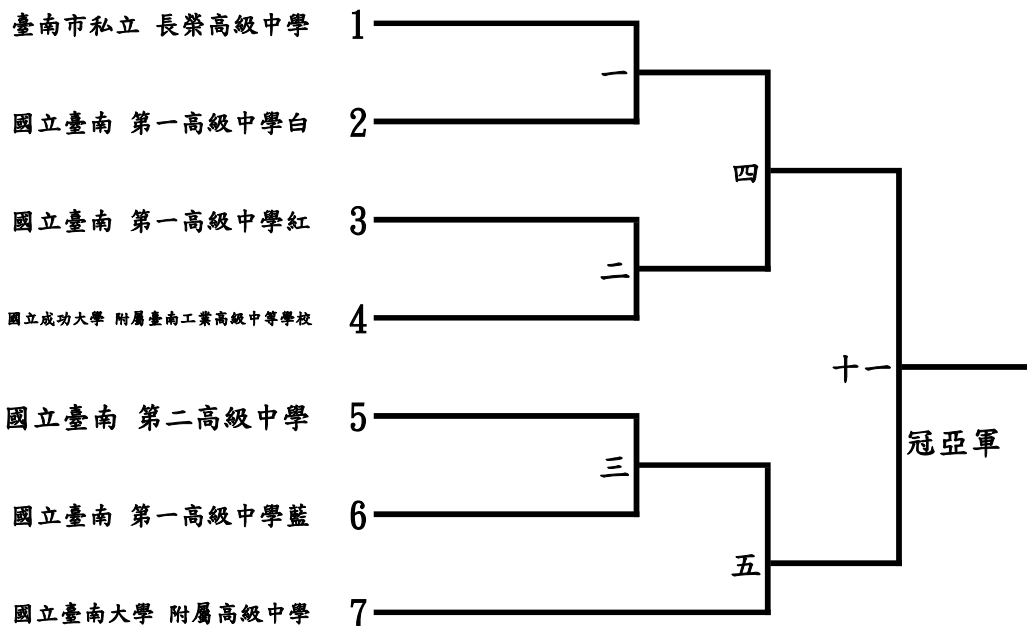 臺南市私立 長榮高級中學 1
一
國立臺南 第一高級中學白 2
四
國立臺南 第一高級中學紅 3
二
國立成功大學 附屬臺南工業高級中等學校 4
十一
國立臺南 第二高級中學 5
冠亞軍
三
國立臺南 第一高級中學藍 6
五
國立臺南大學 附屬高級中學 7